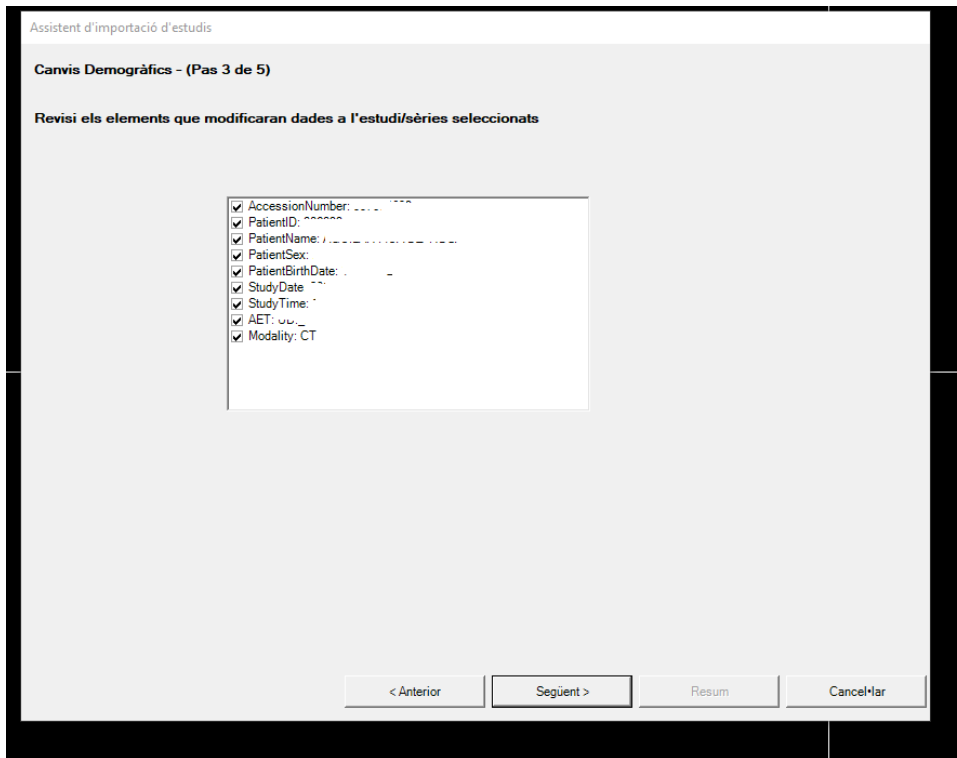 Assistent d'importació d'estudis
Canvis Demogràfics - (Pas 3 de 5)
Revisi els elements que modificaran dades a l'estudi/sèries seleccionats
AccessionNumber:
PatientID:
PatientName:
PatientSex:
PatientBirthDate:
StudyDate
StudyTime:
AET:
Modality: CT
< Anterior
Següent >
Resum
Cancel•lar